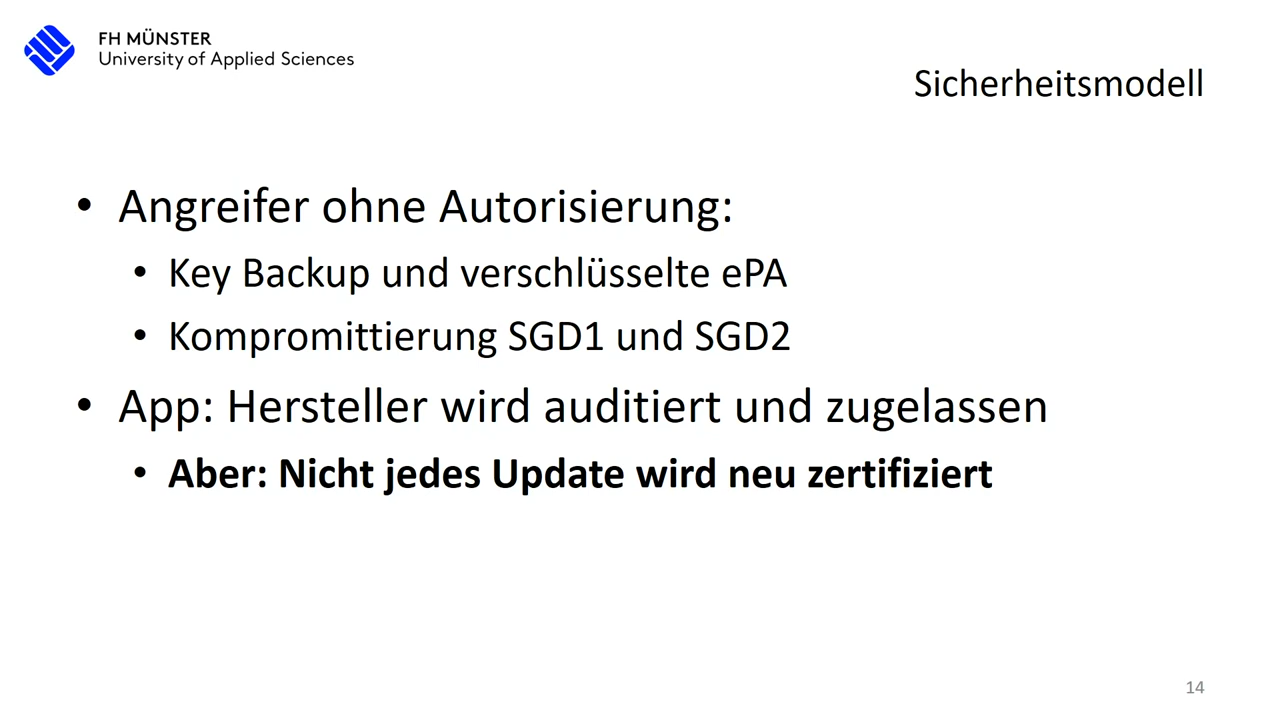 FH MÜNSTER
University of Applied Sciences
Sicherheitsmodell
• Angreifer ohne Autorisierung:
• Key Backup und verschlüsselte ePA
• Kompromittierung SGD1 und SGD2
• App: Hersteller wird auditiert und zugelassen
• Aber: Nicht jedes Update wird neu zertifiziert
14